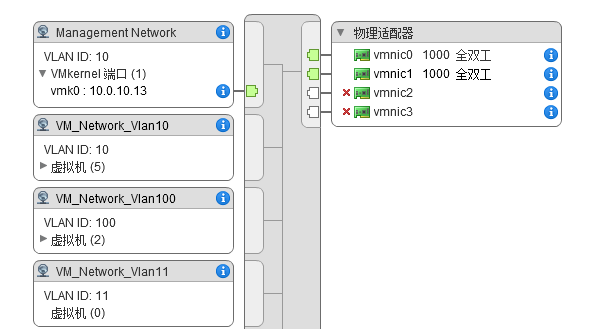 Management Network
VLAN ID: 10
VMkernel 端口 (1)
vmk0 : 10.0.10.13
VM_Network_Vlan10
VLAN ID: 10
虚拟机 (5)
VM_Network_Vlan100
VLAN ID: 100
虚拟机 (2)
VM_Network_Vlan11
VLAN ID: 11
虚拟机 (0)
物理适配器
vmnic0 1000 全双工
vmnic1 1000 全双工
vmnic2
vmnic3